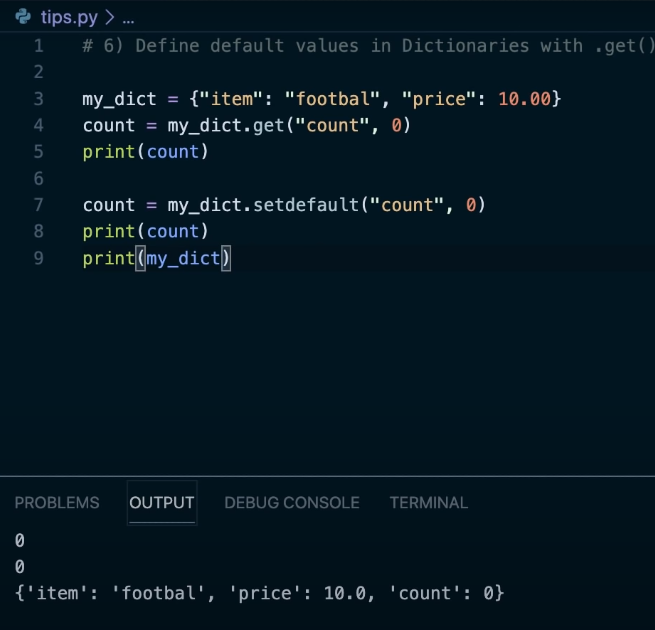 tips.py > ...
1 # 6) Define default values in Dictionaries with .get()
2
3 my_dict = {"item": "footbal", "price": 10.00}
4 count = my_dict.get("count", 0)
5 print(count)
6
7 count = my_dict.setdefault("count", 0)
8 print(count)
9 print(my_dict)
PROBLEMS OUTPUT DEBUG CONSOLE TERMINAL
0
0
{'item': 'footbal', 'price': 10.0, 'count': 0}